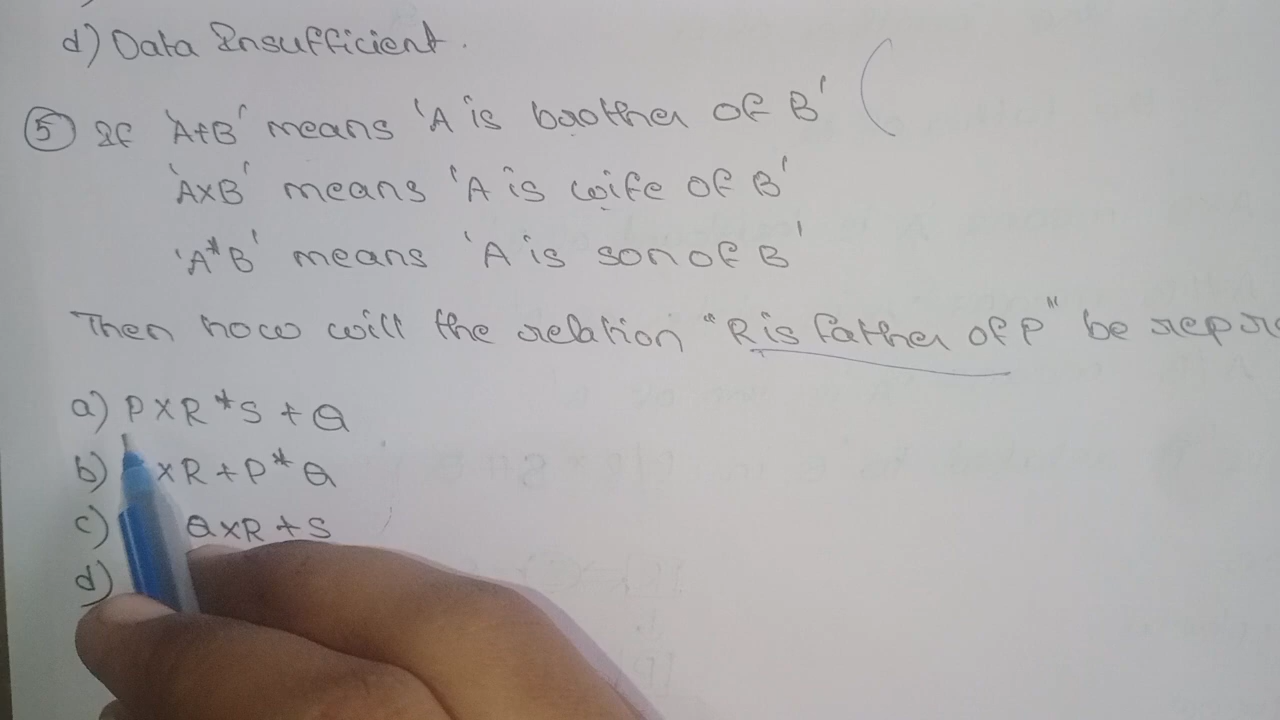 d) Data Insufficient.
⑤ If 'A+B' means 'A is brother of B'
'A×B' means 'A is wife of B'
'A*B' means 'A is son of B'
Then how will the relation "R is father of P" be repre
a) P×R*S+Q
b) ×R+P*Q
c) Q×R+S
d)